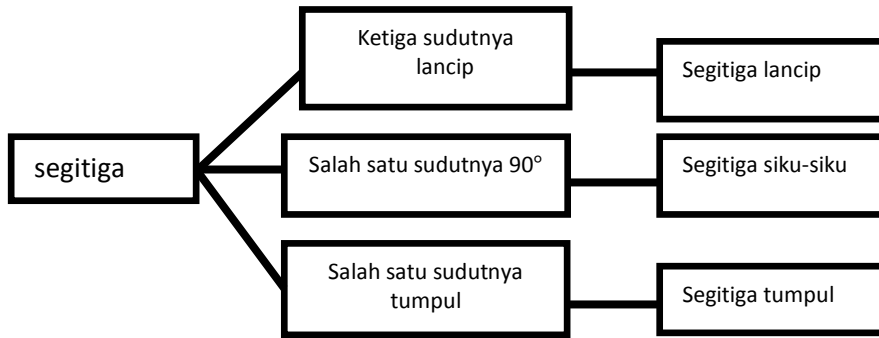 Ketiga sudutnya
lancip
Segitiga lancip
segitiga
Salah satu sudutnya 90°
Segitiga siku-siku
Salah satu sudutnya
tumpul
Segitiga tumpul